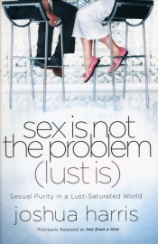 sex is not
the problem
(lust is)
Sexual Purity in a Lust-Saturated World
joshua harris
Previously Released as Not Even a Hint